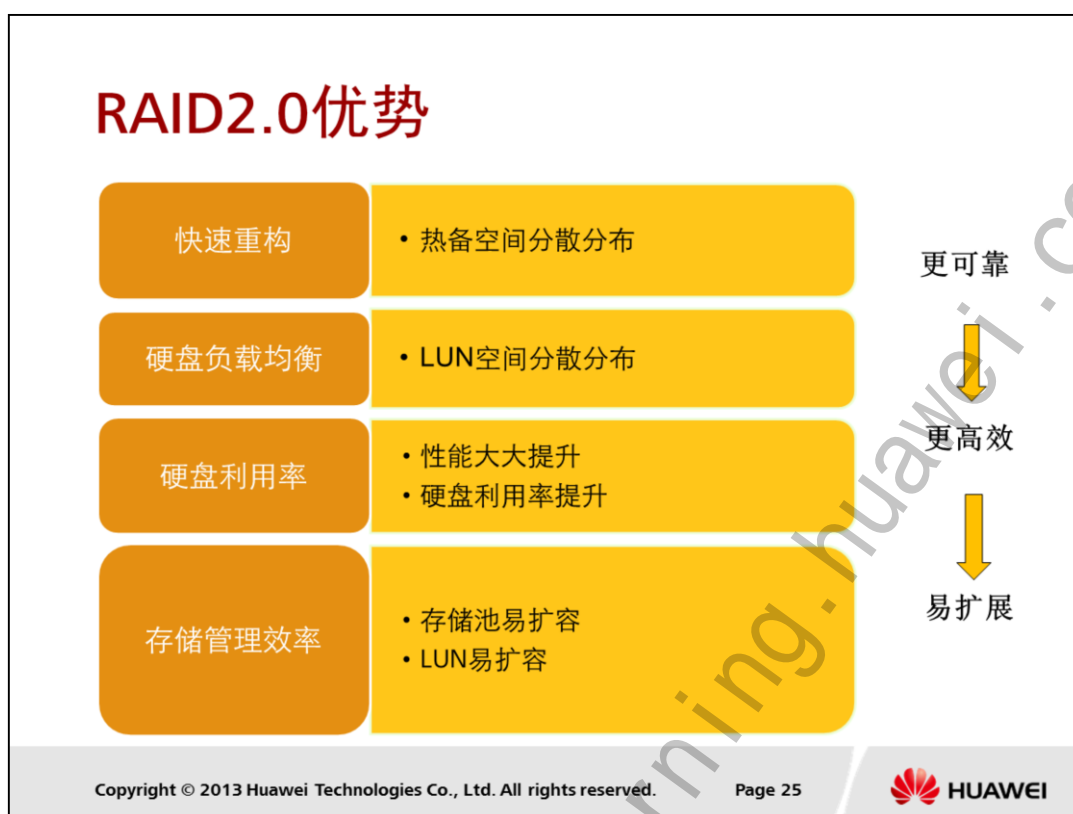 RAID2.0优势
快速重构
• 热备空间分散分布
硬盘负载均衡
• LUN空间分散分布
硬盘利用率
• 性能大大提升
• 硬盘利用率提升
存储管理效率
• 存储池易扩容
• LUN易扩容
更可靠
更高效
易扩展
rning.huawei.c
Copyright © 2013 Huawei Technologies Co., Ltd. All rights reserved.
Page 25
HUAWEI